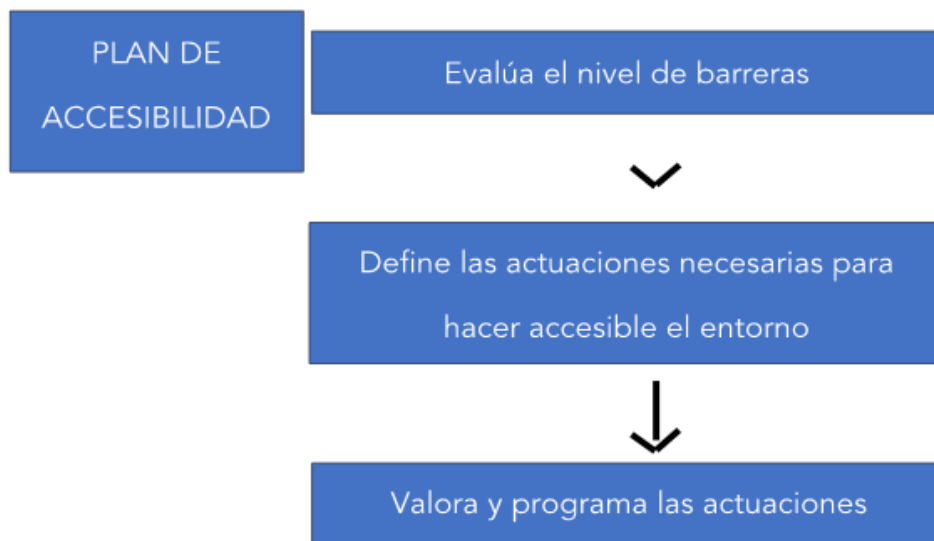 PLAN DE
ACCESIBILIDAD
Evalúa el nivel de barreras
Define las actuaciones necesarias para
hacer accesible el entorno
Valora y programa las actuaciones